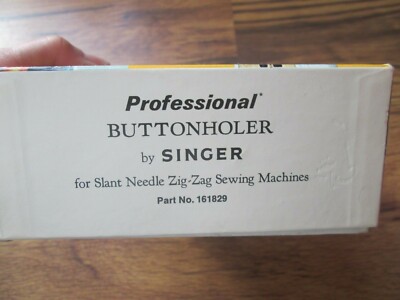 Professional*
BUTTONHOLER
by SINGER
for Slant Needle Zig-Zag Sewing Machines
Part No. 161829